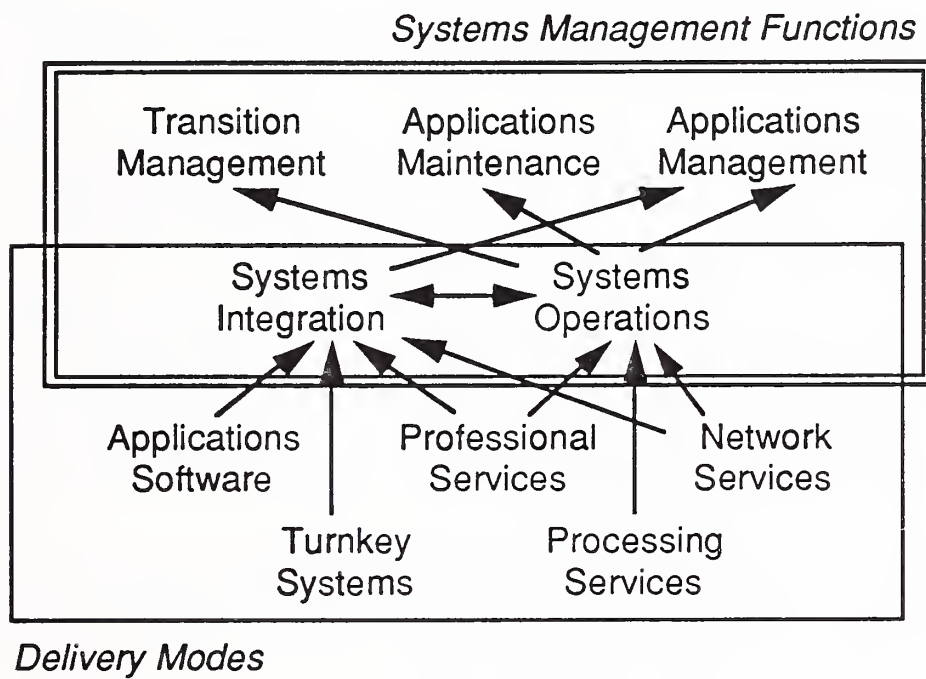 Systems Management Functions
Transition
Management
Applications
Maintenance
Applications
Management
Systems
Integration
Systems
Operations
Applications
Software
Professional
Services
Network
Services
Turnkey
Systems
Processing
Services
Delivery Modes